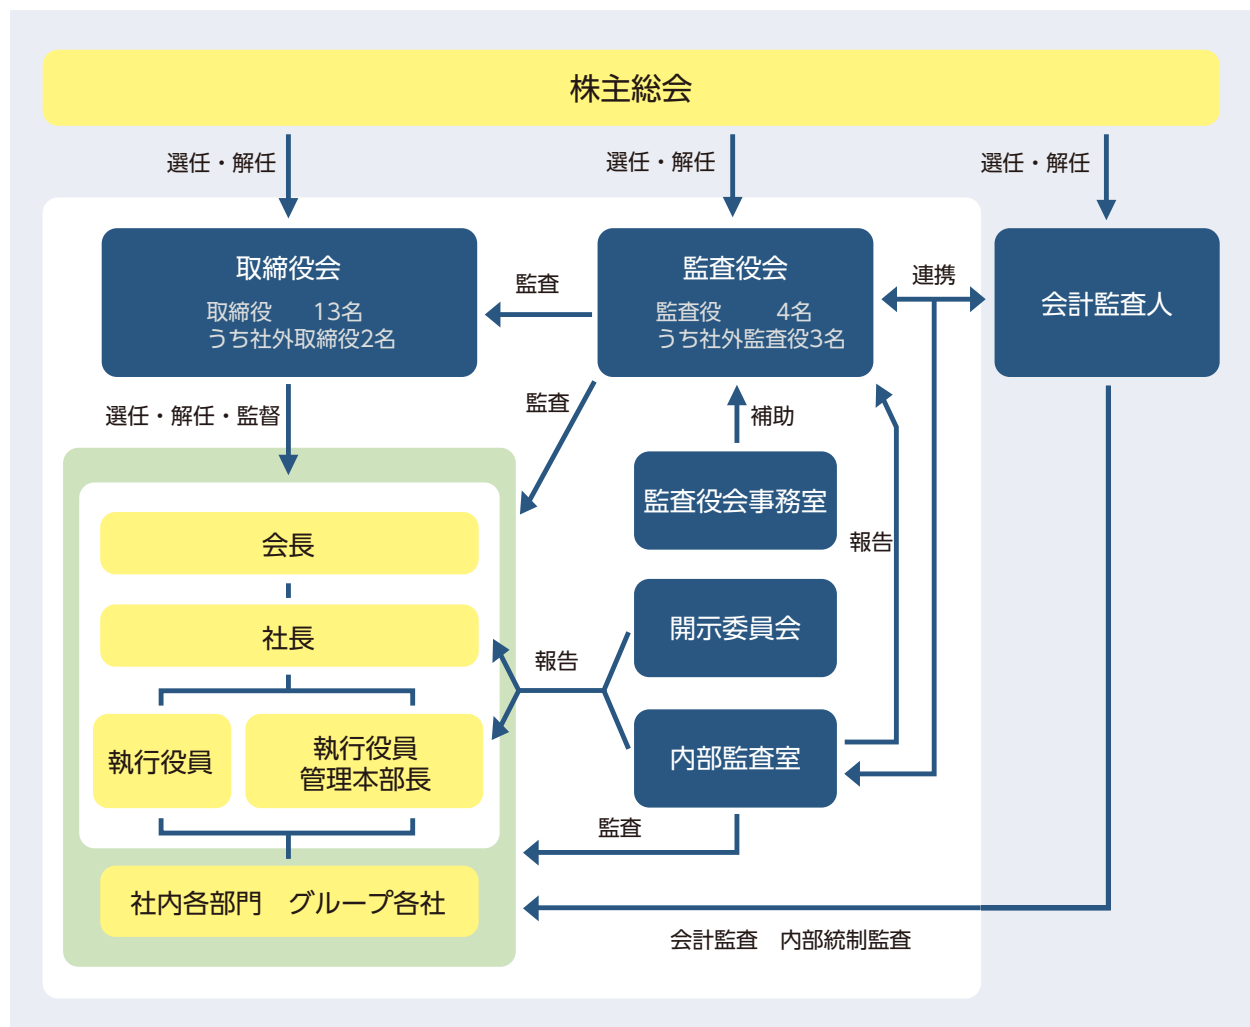 株主総会
選任・解任
選任・解任
選任・解任
取締役会
取締役　　13名
うち社外取締役2名
監査
監査役会
監査役　　　4名
うち社外監査役3名
連携
会計監査人
選任・解任・監督
監査
補助
監査役会事務室
報告
会長
社長
報告
開示委員会
執行役員
執行役員
管理本部長
内部監査室
監査
社内各部門　グループ各社
会計監査　内部統制監査